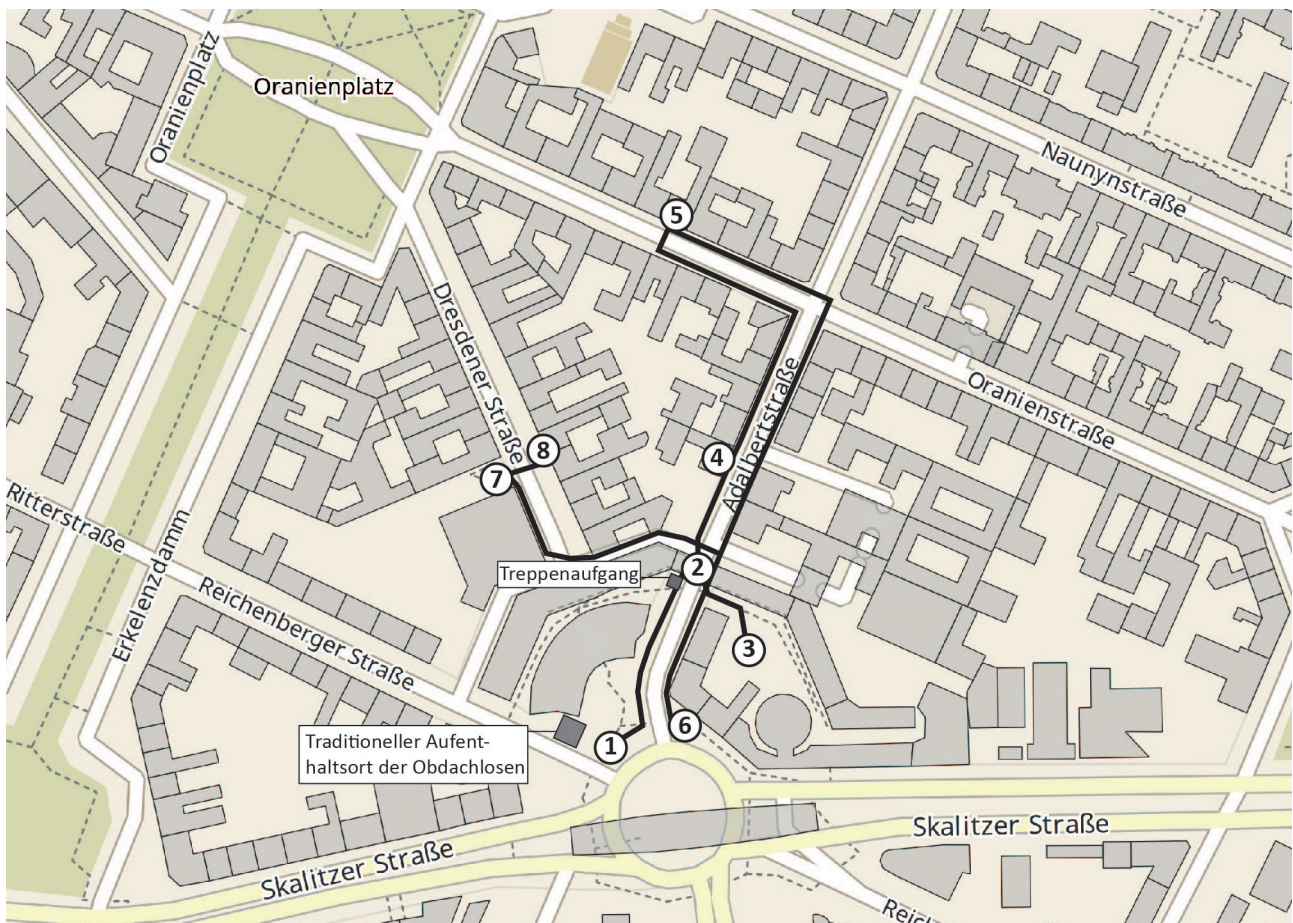 Oranienplatz
Oranienplatz
Naunynstraße
5
Dresdener Straße
Adalbertstraße
Oranienstraße
8
7
4
Ritterstraße
Erkelenzdamm
Reichenberger Straße
Treppenaufgang
2
3
6
1
Traditioneller Aufent-
haltsort der Obdachlosen
Skalitzer Straße
Skalitzer Straße
Reich